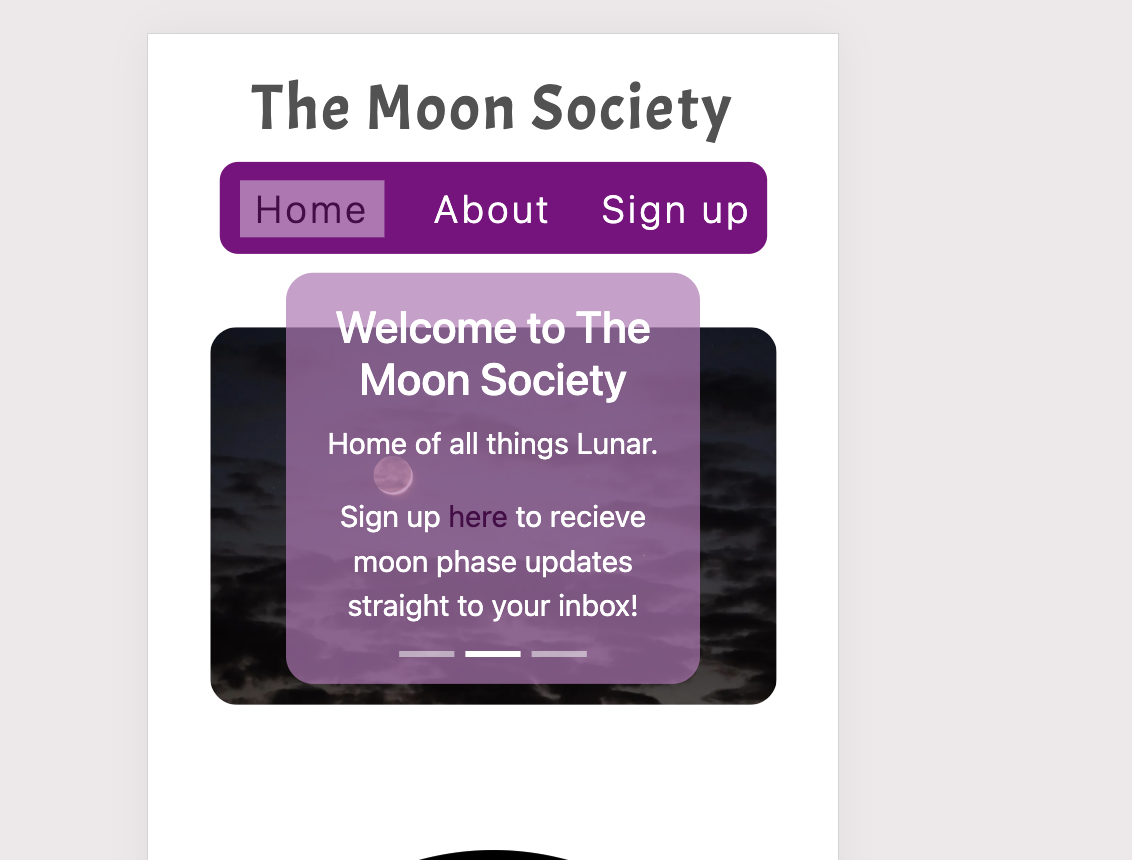 The Moon Society
Home About Sign up
Welcome to The
Moon Society
Home of all things Lunar.
Sign up here to recieve
moon phase updates
straight to your inbox!